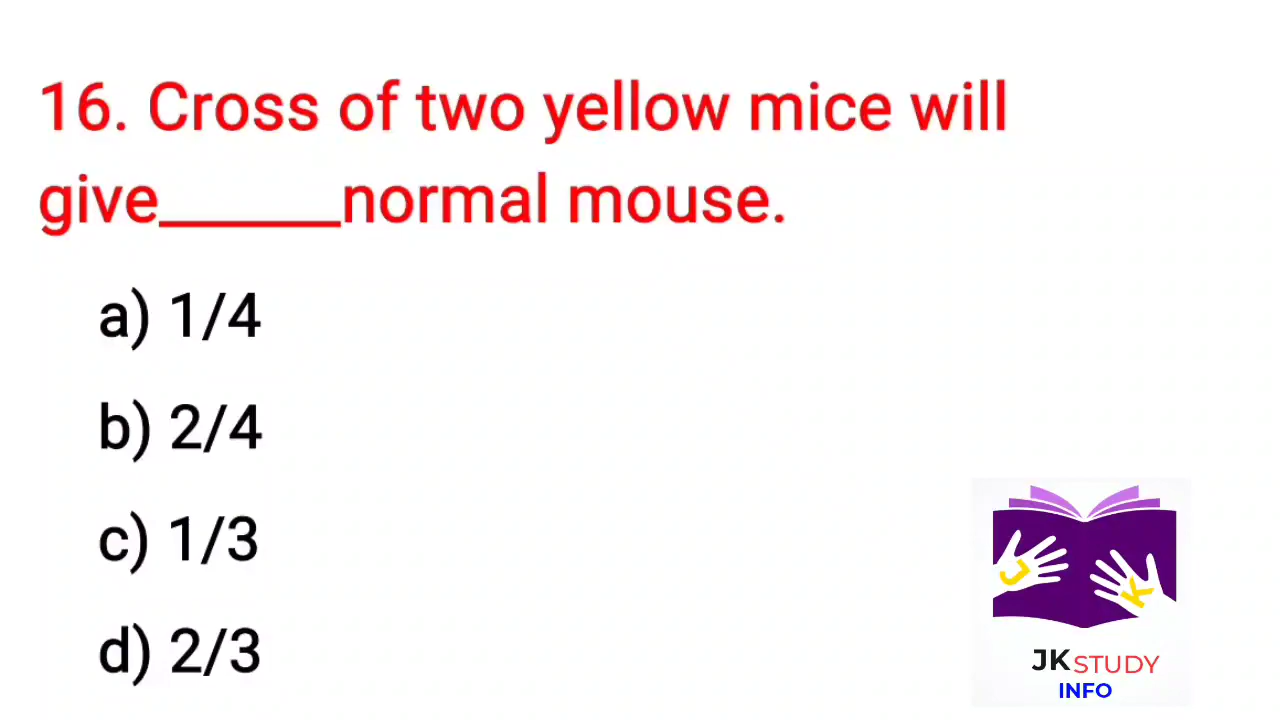 16. Cross of two yellow mice will
give______normal mouse.
a) 1/4
b) 2/4
c) 1/3
d) 2/3
J K
JK STUDY
INFO